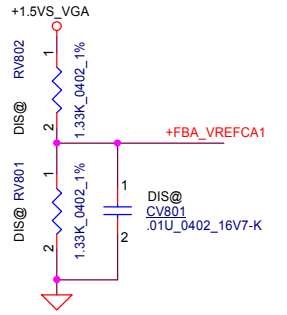 +1.5VS_VGA
RV802
1
1.33K_0402_1%
DIS@
2
+FBA_VREFCA1
DIS@ RV801
1
1.33K_0402_1%
2
1
DIS@
CV801
2
.01U_0402_16V7-K